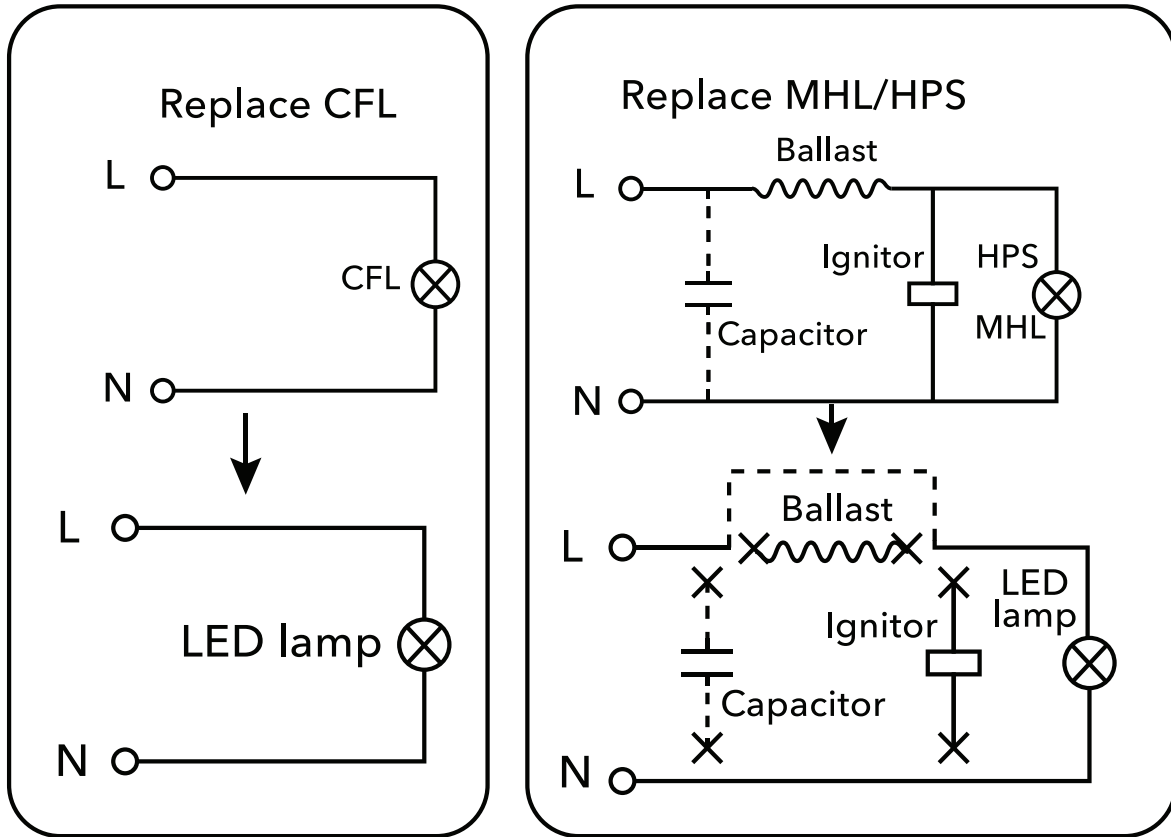 Replace CFL
L
CFL
N
L
LED lamp
N
Replace MHL/HPS
Ballast
L
Ignitor
HPS
MHL
Capacitor
N
Ballast
L
LED
lamp
Ignitor
Capacitor
N